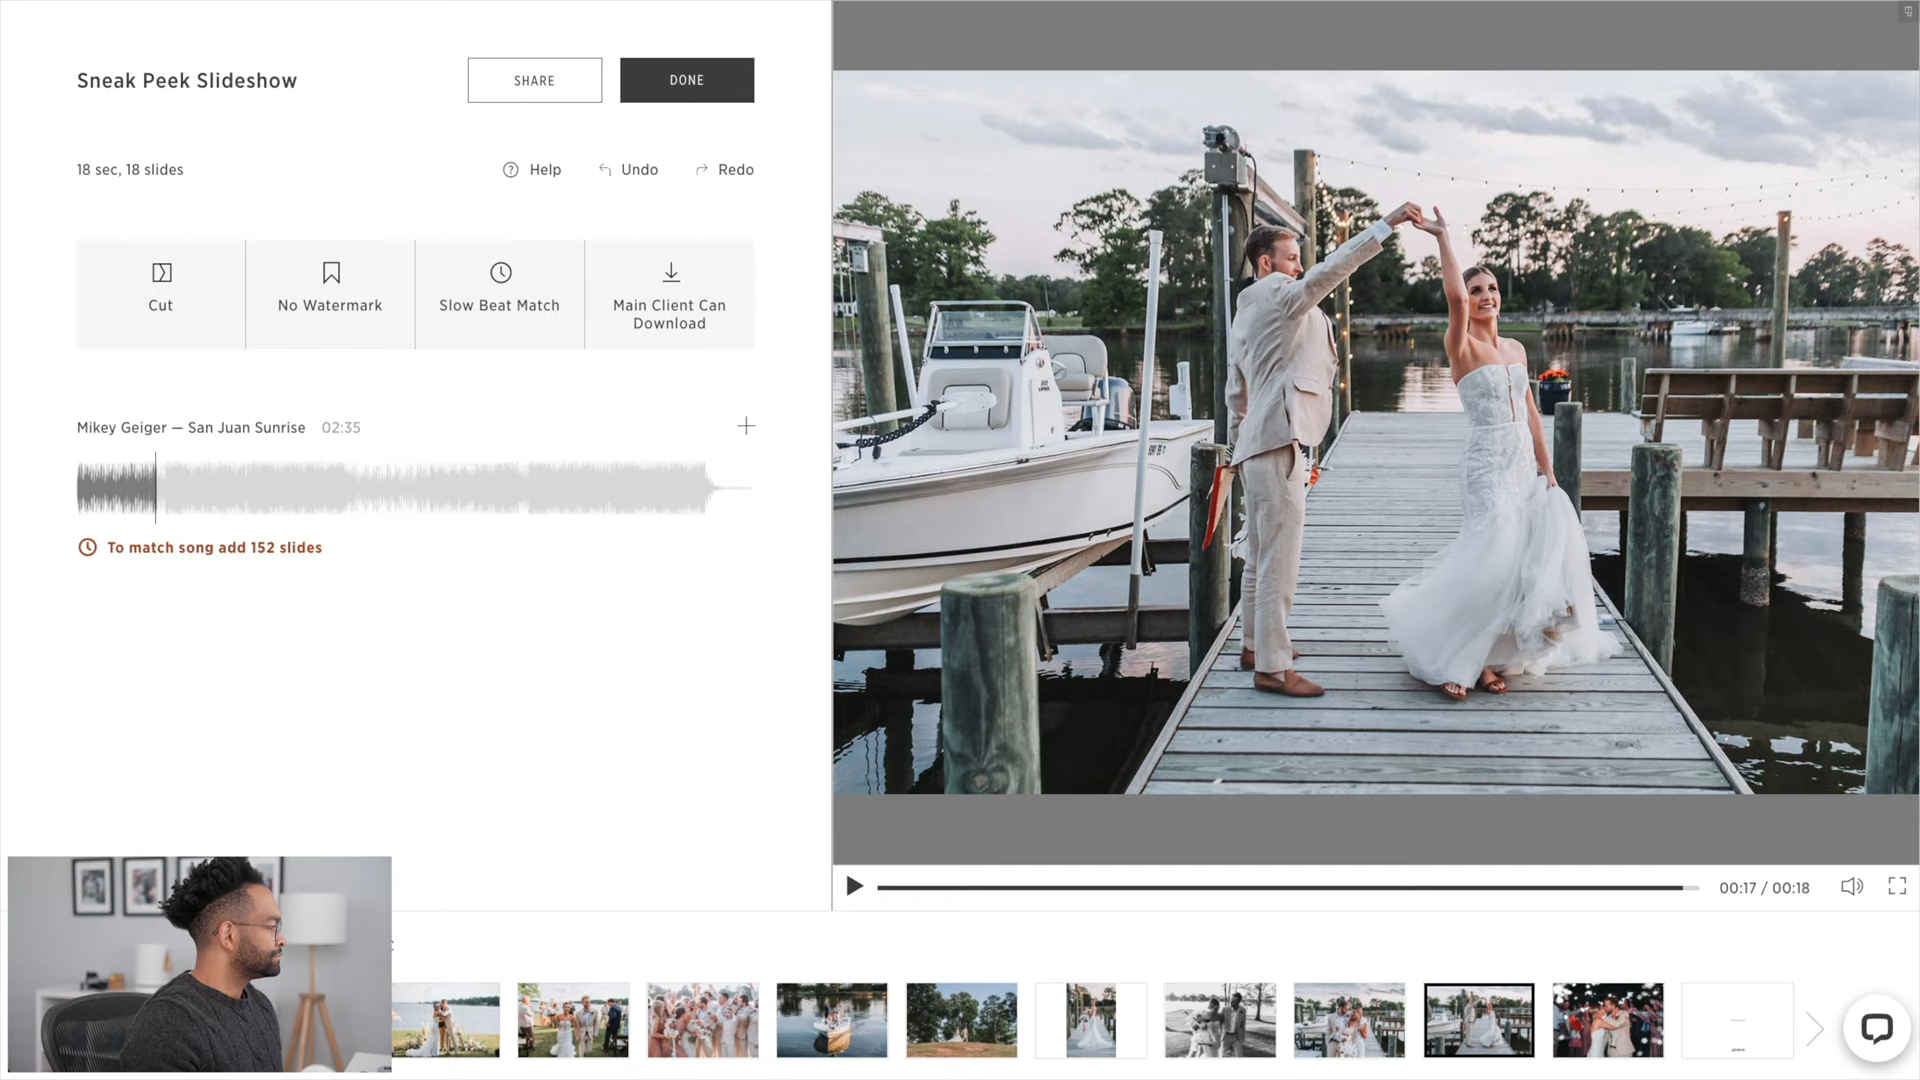 EP
Sneak Peek Slideshow
SHARE
DONE
18 sec, 18 slides
Help
Undo
Redo
Cut
No Watermark
Slow Beat Match
Main Client Can
Download
Mikey Geiger — San Juan Sunrise 02:35
To match song add 152 slides
00:17 / 00:18